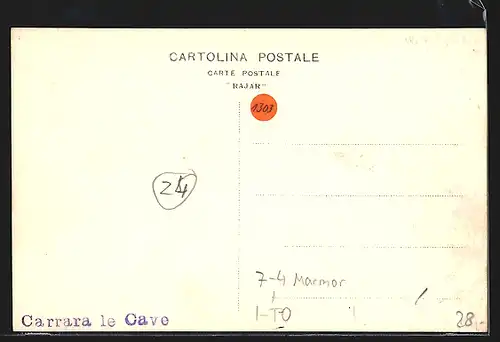 CARTOLINA POSTALE
CARTE POSTALE
"RAJAR"
1303
24
7-4 Marmor
I-TO
Carrara le Cave
28,-